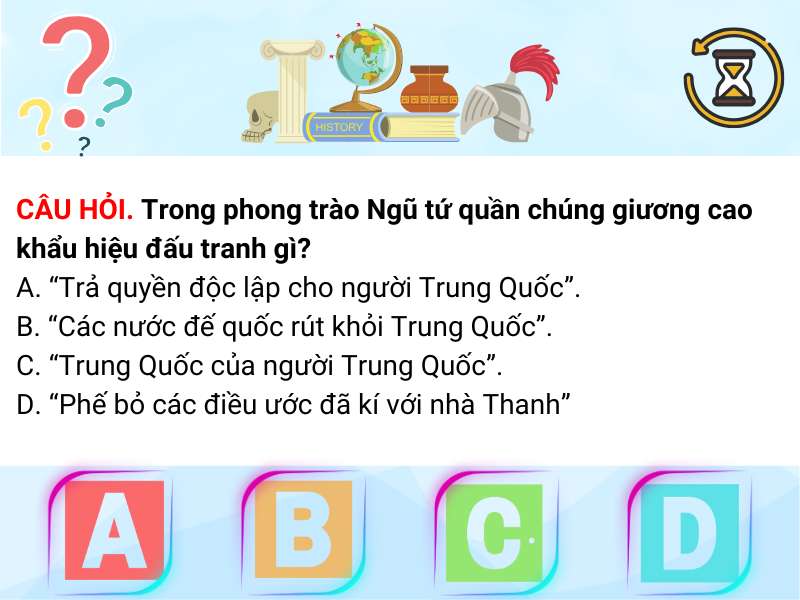 ? ? ? ?
HISTORY
CÂU HỎI. Trong phong trào Ngũ tứ quần chúng giương cao
khẩu hiệu đấu tranh gì?
A. “Trả quyền độc lập cho người Trung Quốc”.
B. “Các nước đế quốc rút khỏi Trung Quốc”.
C. “Trung Quốc của người Trung Quốc”.
D. “Phế bỏ các điều ước đã kí với nhà Thanh”
A B C D